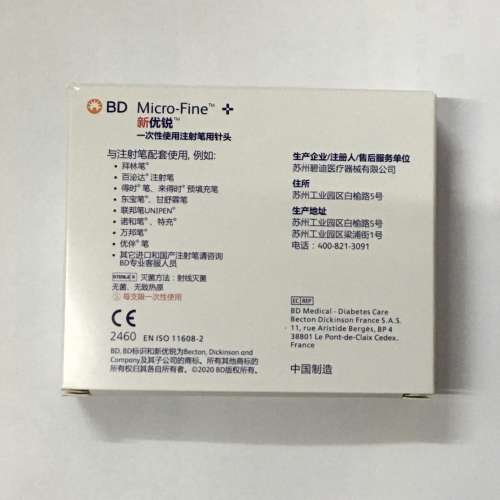 BD Micro-Fine™ +
新优锐™
一次性使用注射笔用针头
与注射笔配套使用, 例如:
• 拜林笔®
• 百泌达®注射笔
• 得时®笔、来得时®预填充笔
• 东宝笔®、甘舒霖笔
• 联邦笔UNIPEN®
• 诺和笔®、特充®
• 万邦笔®
• 优伴®笔
• 其它进口和国产注射笔请咨询
BD专业客服人员
STERILE R 灭菌方法: 射线灭菌
无菌、无致热原
每支限一次性使用
CE
2460 EN ISO 11608-2
BD, BD标识和新优锐为Becton, Dickinson and
Company及其子公司的商标。所有其他商标的
所有权归其各自所有者。©2020 BD版权所有。
生产企业/注册人/售后服务单位
苏州碧迪医疗器械有限公司
住所
苏州工业园区白榆路5号
生产地址
苏州工业园区白榆路5号
苏州工业园区梁浦街1号
电话: 400-821-3091
EC REP
BD Medical - Diabetes Care
Becton Dickinson France S.A.S.
11, rue Aristide Bergès, BP 4
38801 Le Pont-de-Claix Cedex.
France
中国制造